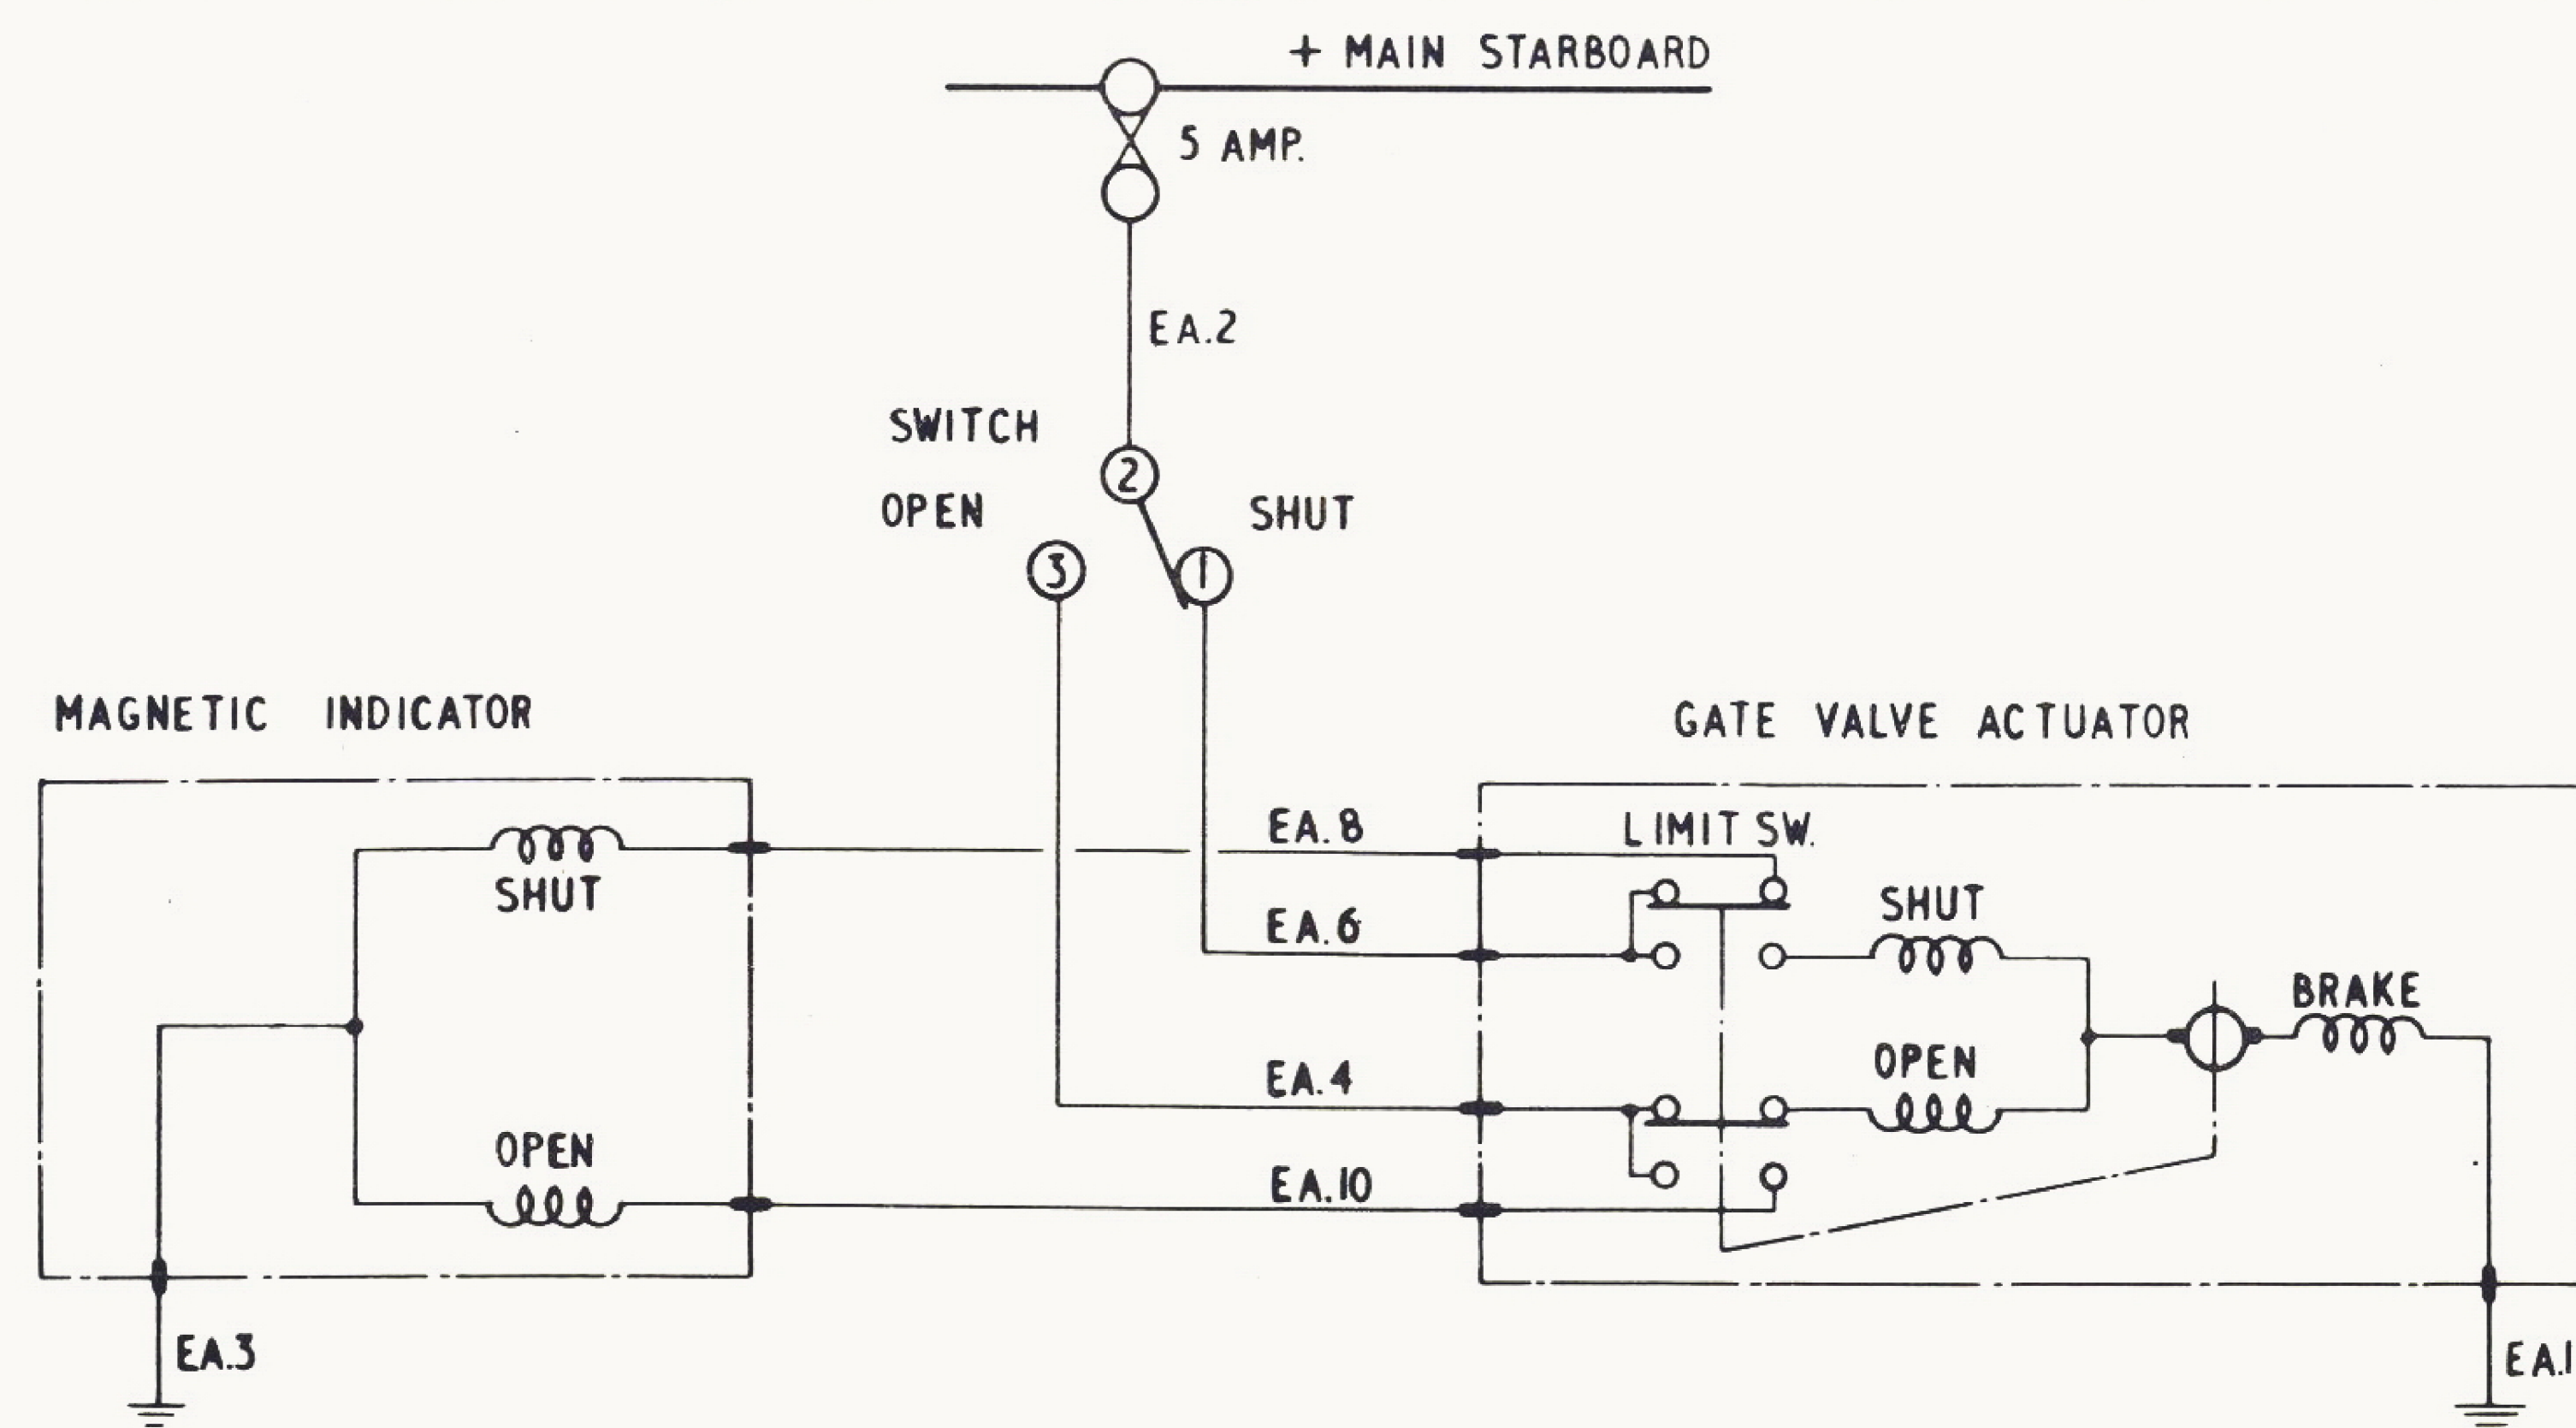 + MAIN STARBOARD
5 AMP.
EA.2
SWITCH
OPEN
SHUT
2
3
1
MAGNETIC INDICATOR
GATE VALVE ACTUATOR
SHUT
OPEN
EA.3
EA.8
EA.6
EA.4
EA.10
LIMIT SW.
SHUT
OPEN
BRAKE
EA.1